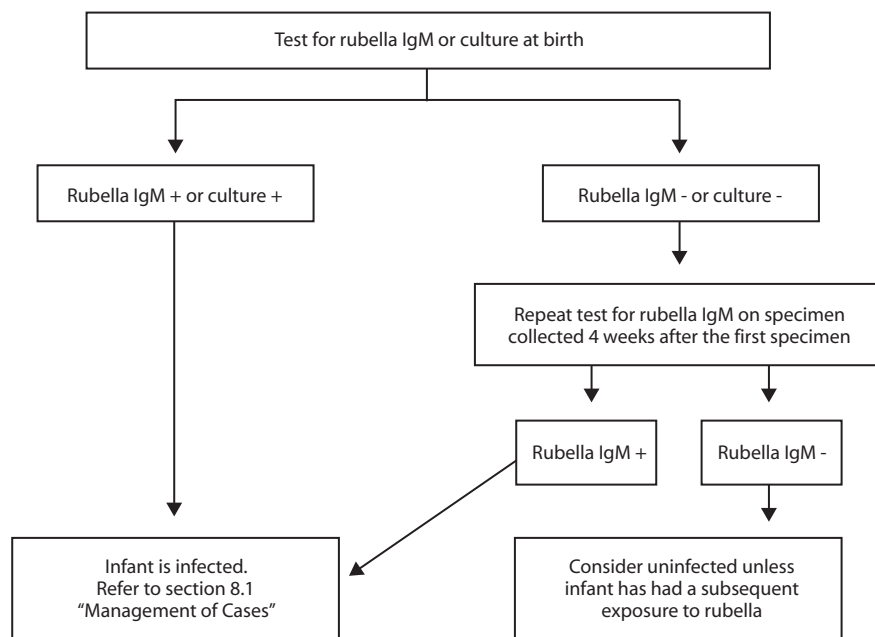 Test for rubella IgM or culture at birth
Rubella IgM + or culture +
Rubella IgM - or culture -
Repeat test for rubella IgM on specimen
collected 4 weeks after the first specimen
Rubella IgM +
Rubella IgM -
Infant is infected.
Refer to section 8.1
“Management of Cases”
Consider uninfected unless
infant has had a subsequent
exposure to rubella